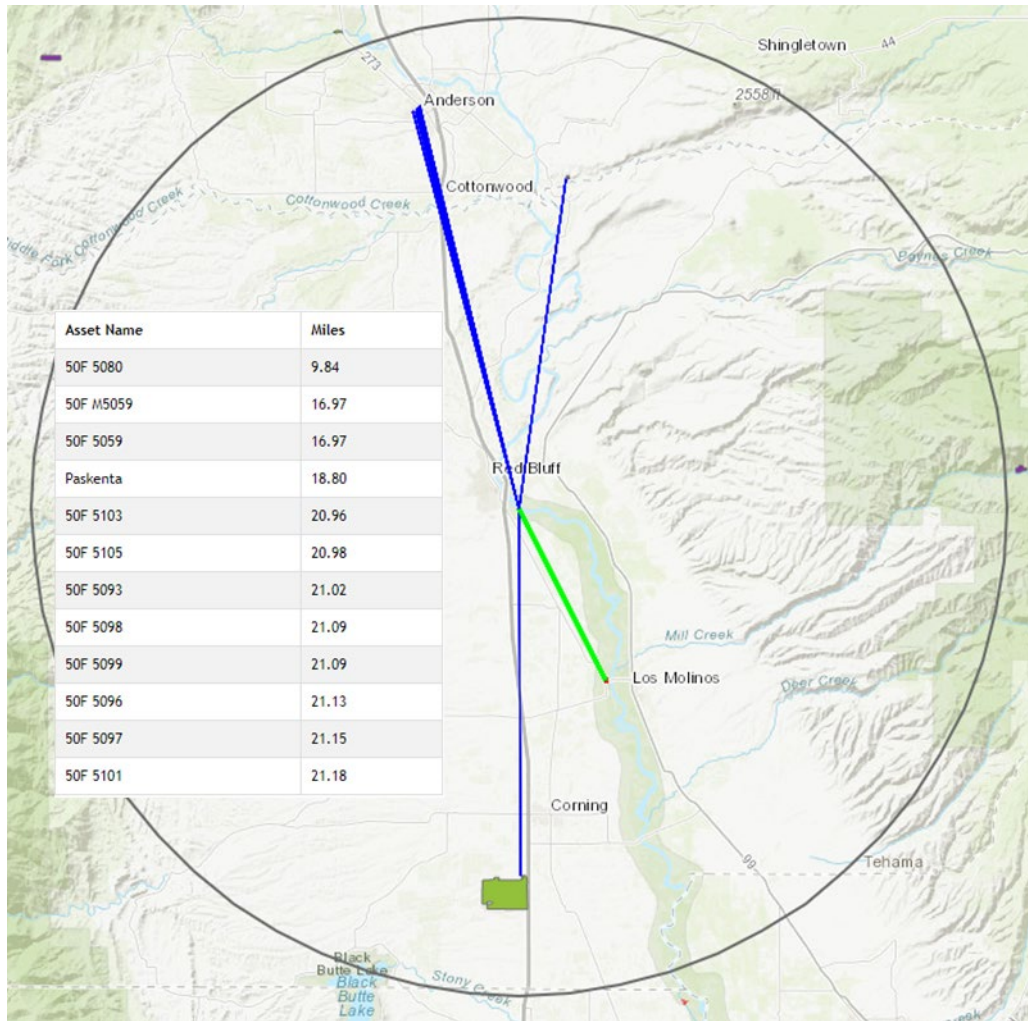 Shingletown
44
273
2558 ft
Anderson
Cottonwood
Cottonwood Creek
Cottonwood Creek
Fork
Paynes Creek
Asset Name Miles
50F 5080 9.84
50F M5059 16.97
50F 5059 16.97
Paskenta 18.80
50F 5103 20.96
50F 5105 20.98
50F 5093 21.02
50F 5098 21.09
50F 5099 21.09
50F 5096 21.13
50F 5097 21.15
50F 5101 21.18
Red Bluff
Mill Creek
Los Molinos
Deer Creek
Corning
99
Tehama
Black
Butte Lake
Black
Butte
Lake
Stony Creek
Creek